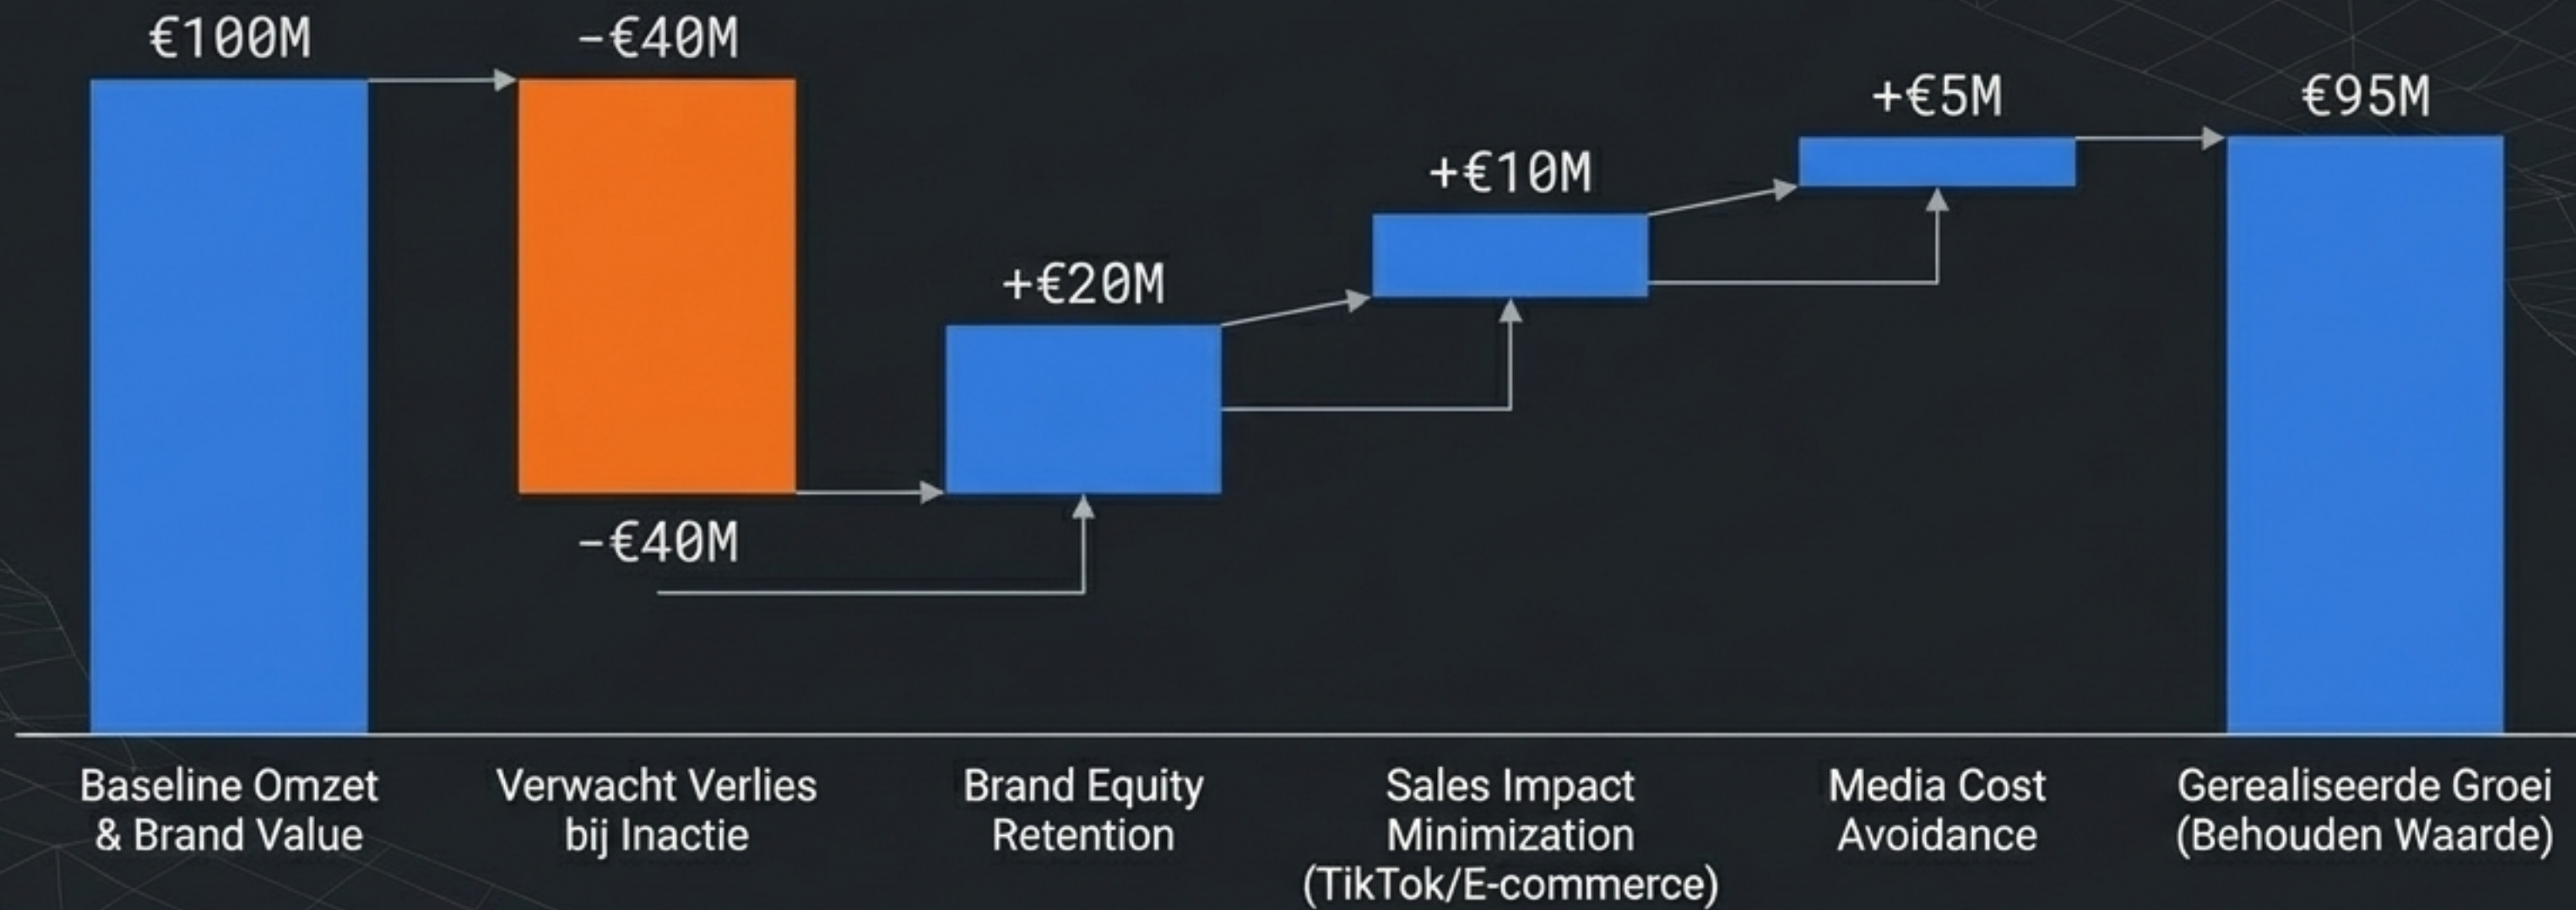 €100M
-€40M
-€40M
+€20M
+€10M
+€5M
€95M
Baseline Omzet
& Brand Value
Verwacht Verlies
bij Inactie
Brand Equity
Retention
Sales Impact
Minimization
(TikTok/E-commerce)
Media Cost
Avoidance
Gerealiseerde Groei
(Behouden Waarde)